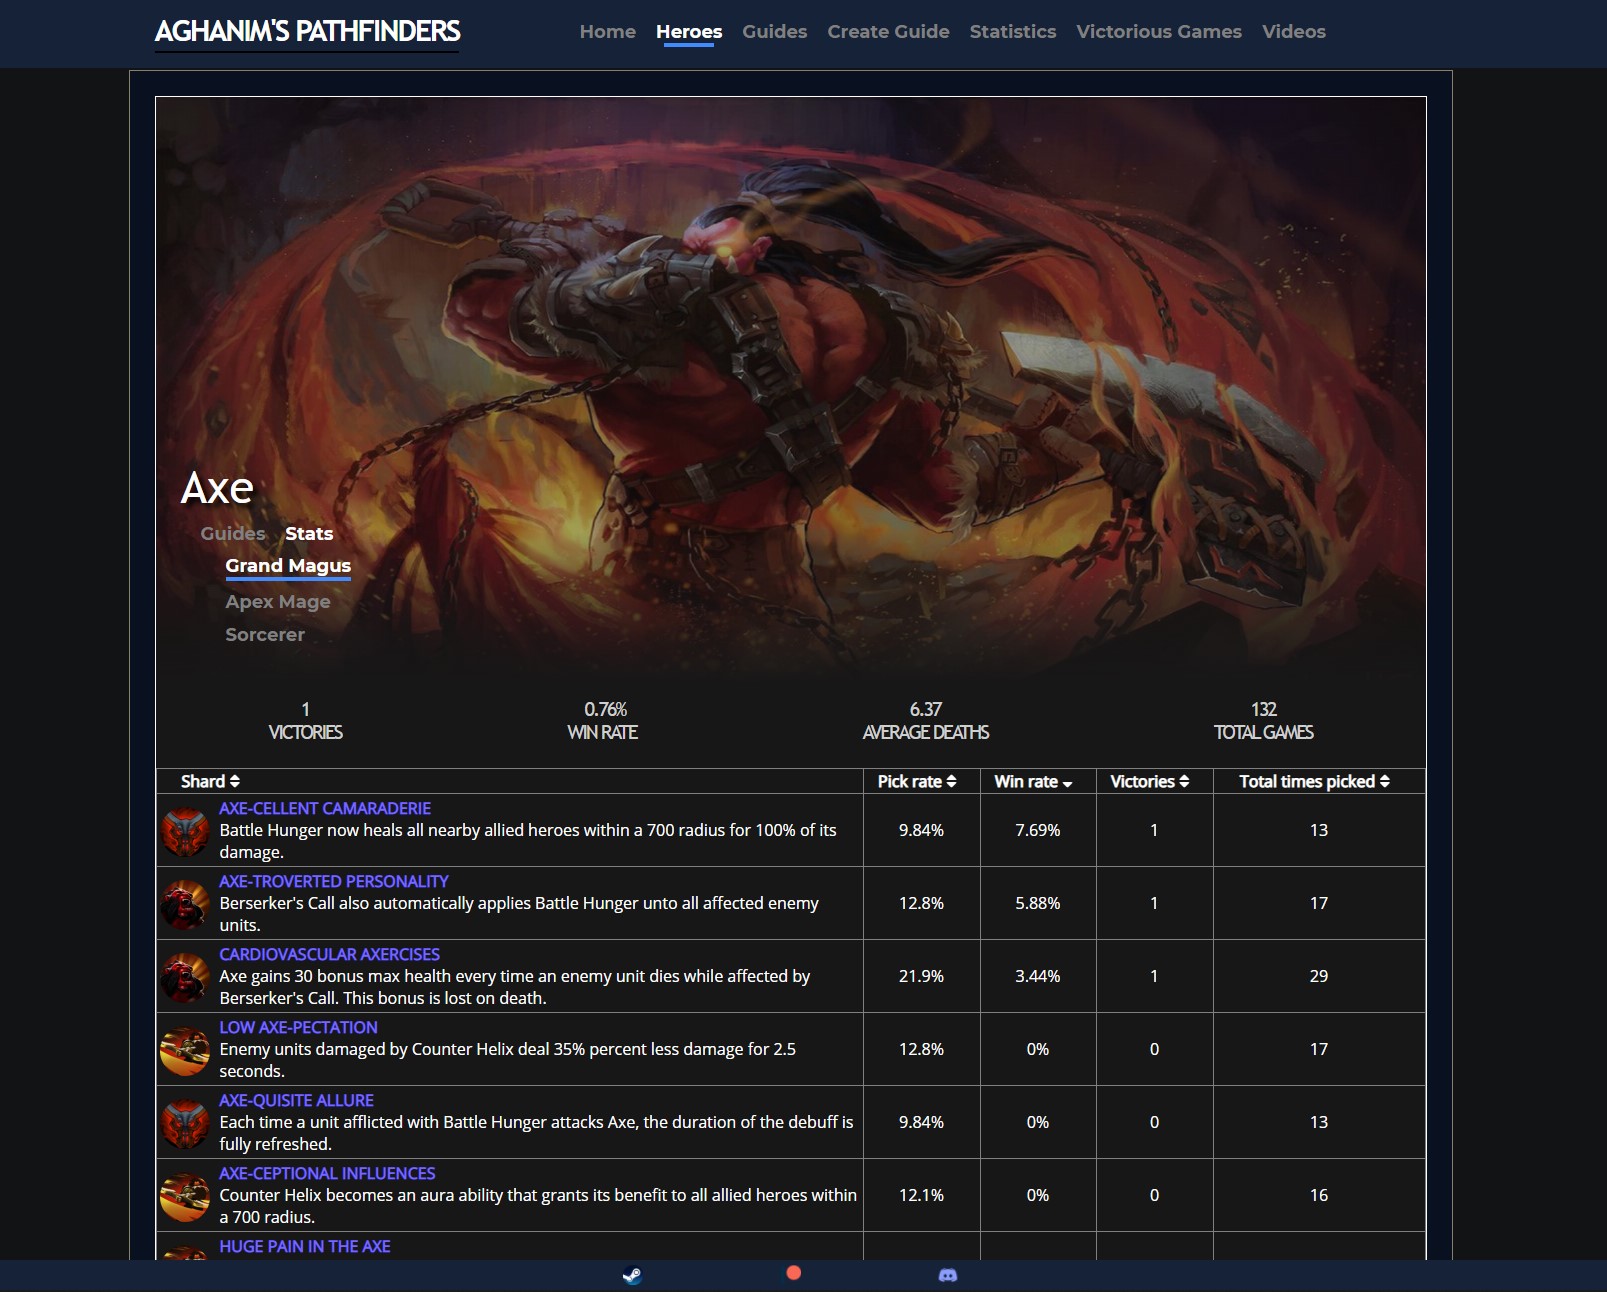 AGHANIM'S PATHFINDERS
Home Heroes Guides Create Guide Statistics Victorious Games Videos
Axe
Guides Stats
Grand Magus
Apex Mage
Sorcerer
1 0.76% 6.37 132
VICTORIES WIN RATE AVERAGE DEATHS TOTAL GAMES
Shard Pick rate Win rate Victories Total times picked
AXE-CELLENT CAMARADERIE
Battle Hunger now heals all nearby allied heroes within a 700 radius for 100% of its
damage.
9.84% 7.69% 1 13
AXE-TROVERTED PERSONALITY
Berserker's Call also automatically applies Battle Hunger unto all affected enemy
units.
12.8% 5.88% 1 17
CARDIOVASCULAR AXERCISES
Axe gains 30 bonus max health every time an enemy unit dies while affected by
Berserker's Call. This bonus is lost on death.
21.9% 3.44% 1 29
LOW AXE-PECTATION
Enemy units damaged by Counter Helix deal 35% percent less damage for 2.5
seconds.
12.8% 0% 0 17
AXE-QUISITE ALLURE
Each time a unit afflicted with Battle Hunger attacks Axe, the duration of the debuff is
fully refreshed.
9.84% 0% 0 13
AXE-CEPTIONAL INFLUENCES
Counter Helix becomes an aura ability that grants its benefit to all allied heroes within
a 700 radius.
12.1% 0% 0 16
HUGE PAIN IN THE AXE